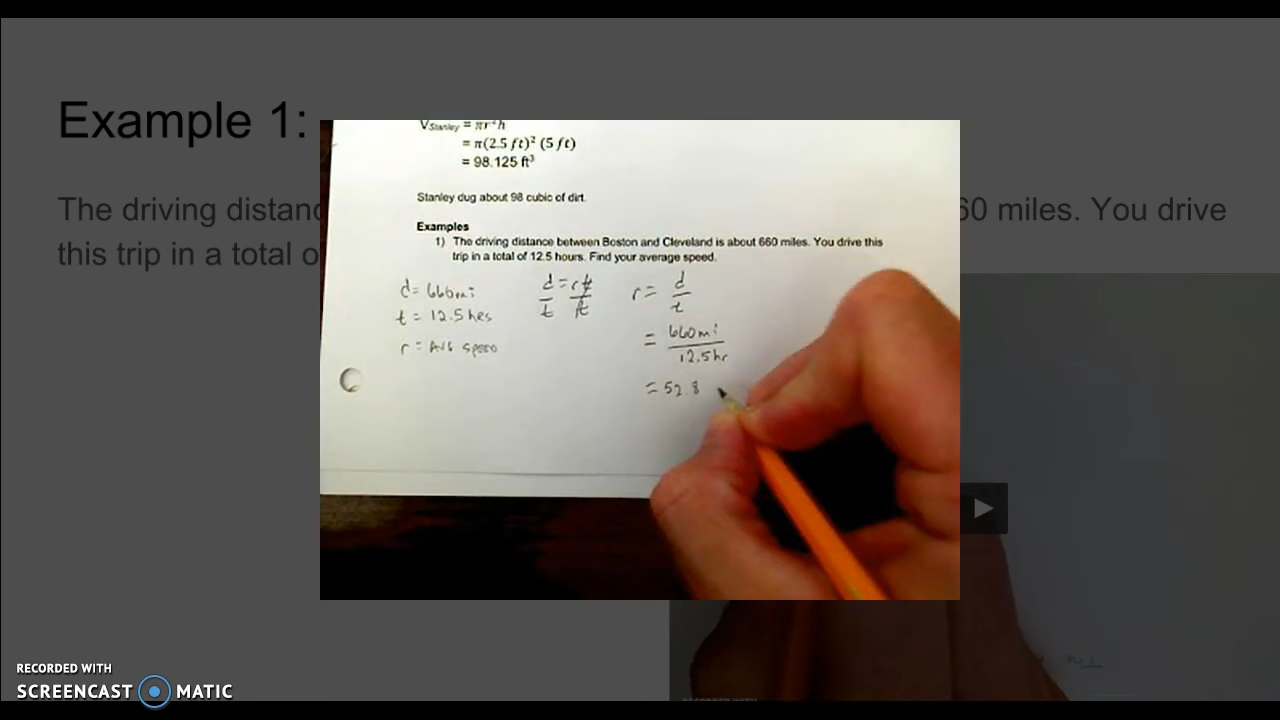 Example 1:
The driving distanc
60 miles. You drive
this trip in a total o
VStanley = πr²h
= π(2.5 ft)² (5 ft)
= 98.125 ft³
Stanley dug about 98 cubic of dirt.
Examples
1) The driving distance between Boston and Cleveland is about 660 miles. You drive this
trip in a total of 12.5 hours. Find your average speed.
d = 660mi
t = 12.5 hrs
r = AVG SPEED
d = rt
t t
r = d
t
= 660mi
12.5hr
= 52.8
RECORDED WITH
SCREENCAST MATIC